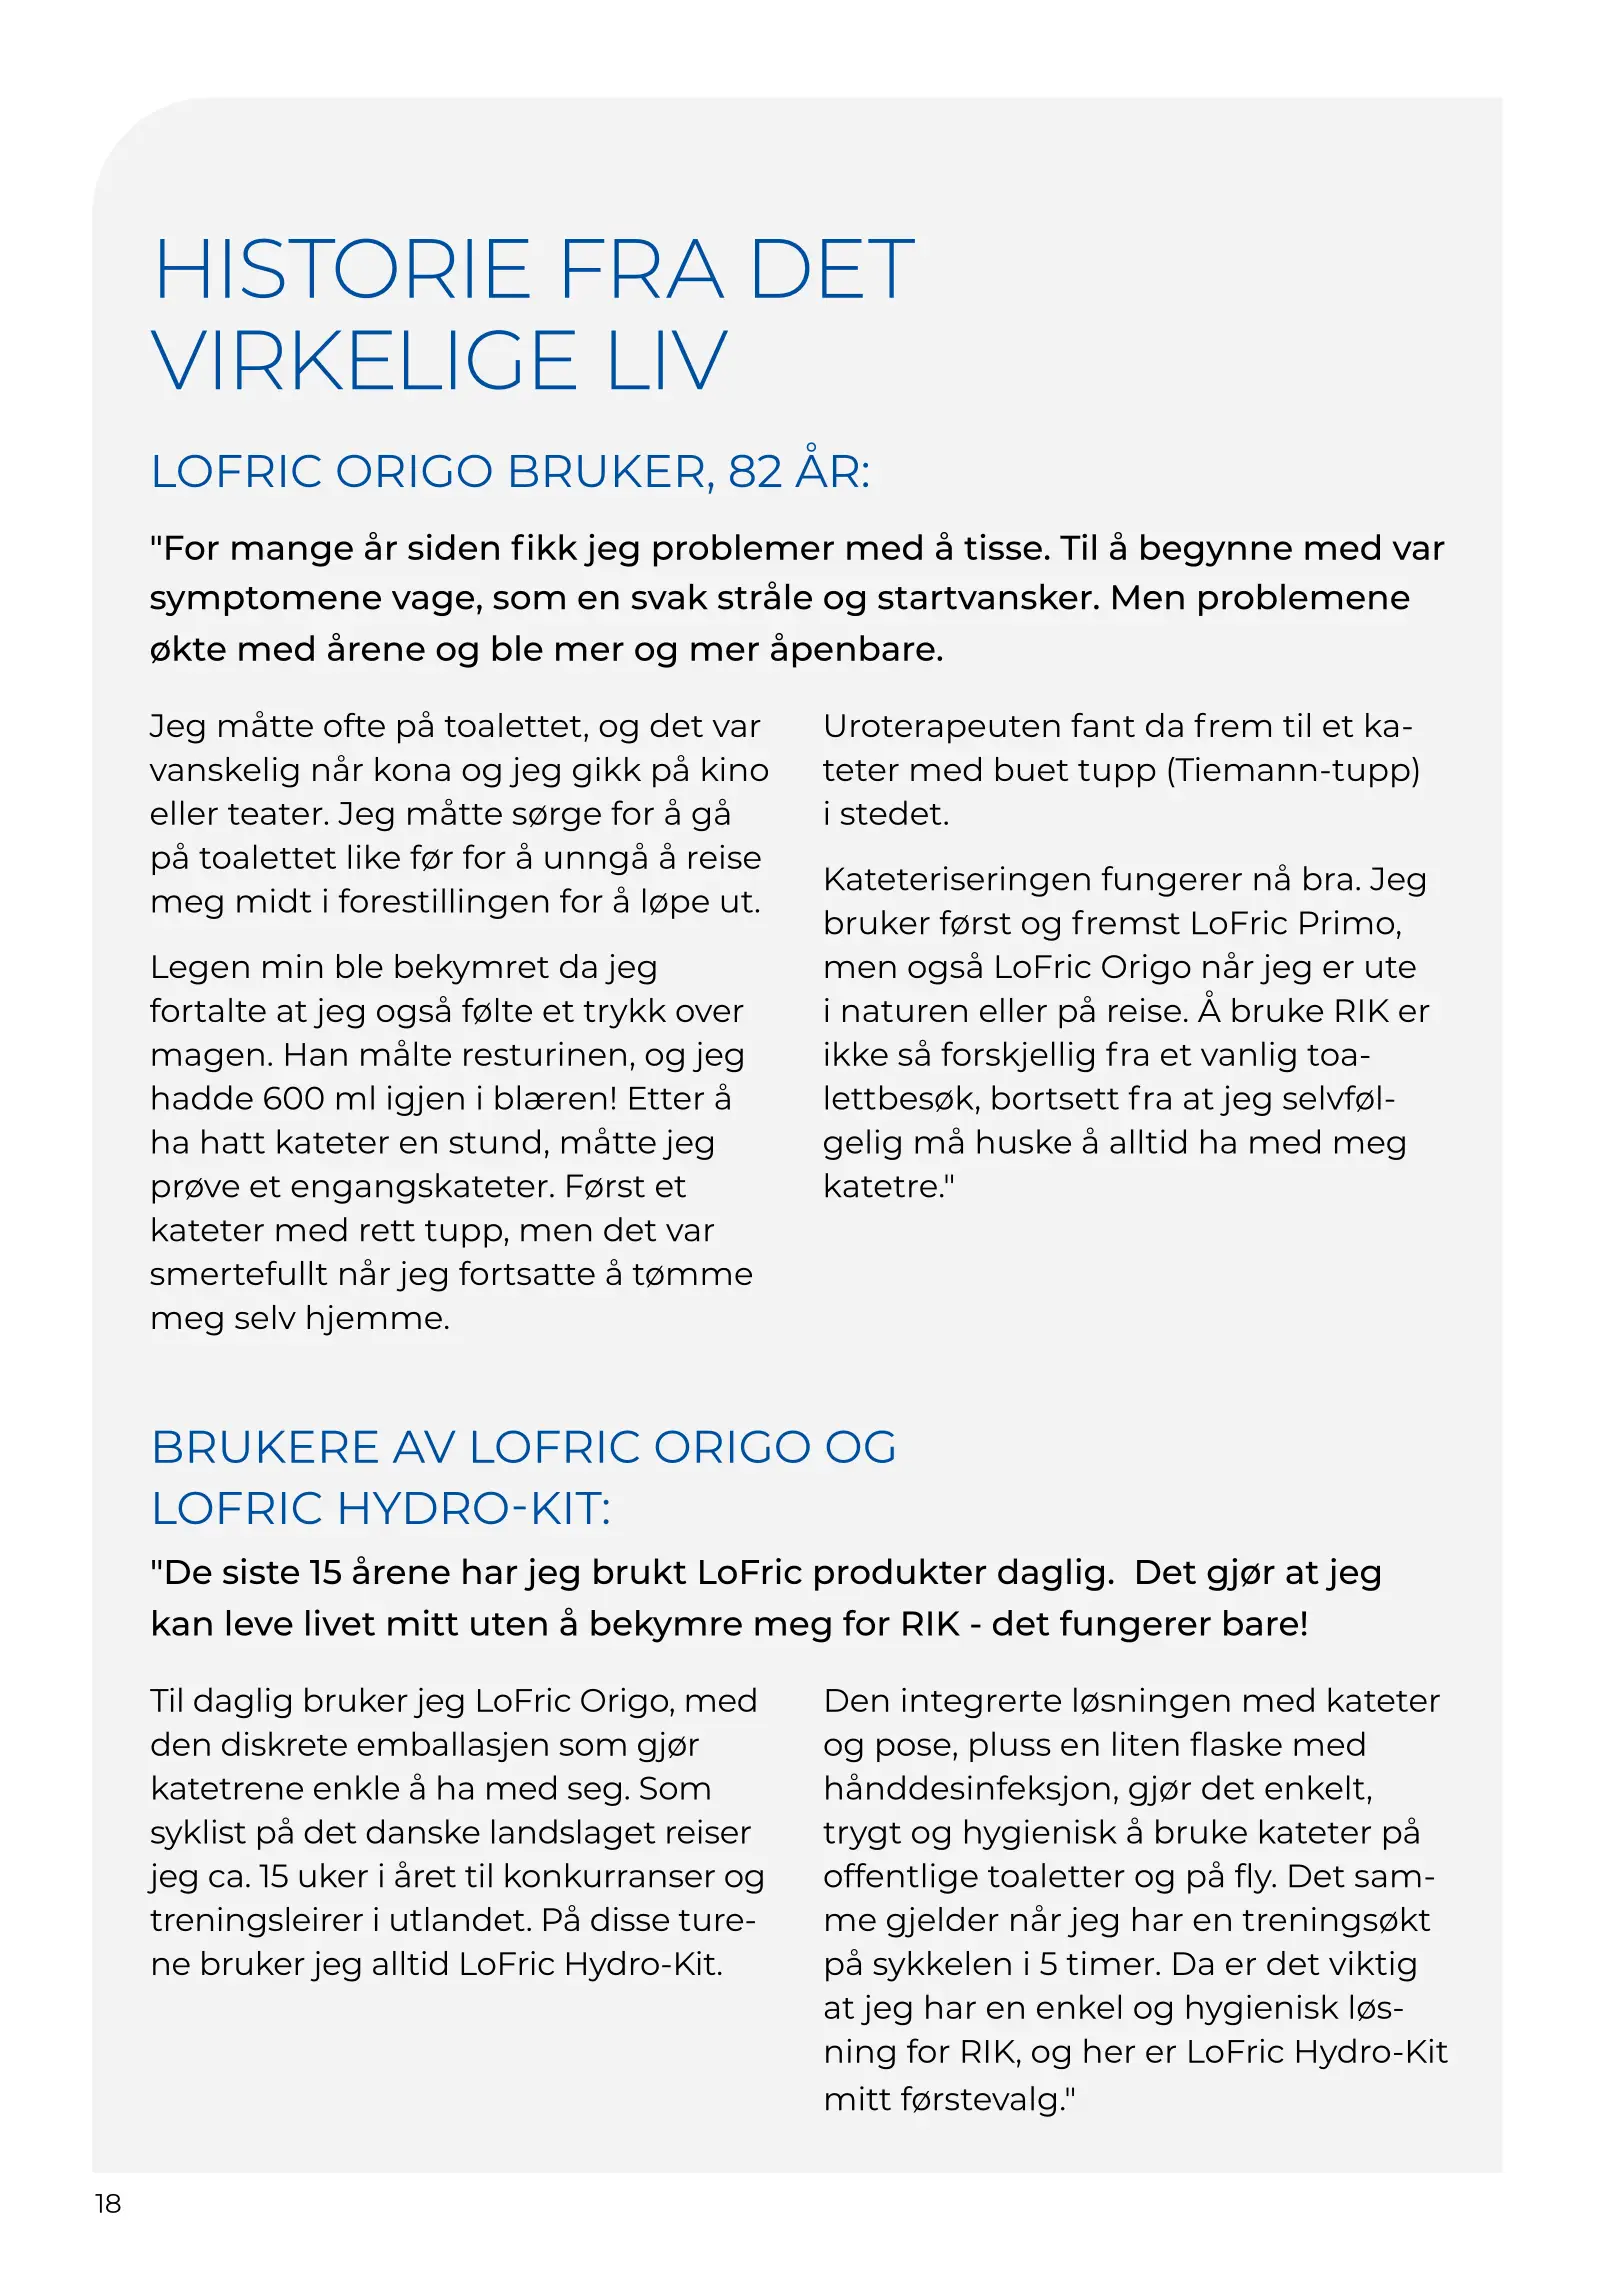 HISTORIE FRA DET
VIRKELIGE LIV
LOFRIC ORIGO BRUKER, 82 ÅR:
"For mange år siden fikk jeg problemer med å tisse. Til å begynne med var
symptomene vage, som en svak stråle og startvansker. Men problemene
økte med årene og ble mer og mer åpenbare.
Jeg måtte ofte på toalettet, og det var
vanskelig når kona og jeg gikk på kino
eller teater. Jeg måtte sørge for å gå
på toalettet like før for å unngå å reise
meg midt i forestillingen for å løpe ut.
Legen min ble bekymret da jeg
fortalte at jeg også følte et trykk over
magen. Han målte resturinen, og jeg
hadde 600 ml igjen i blæren! Etter å
ha hatt kateter en stund, måtte jeg
prøve et engangskateter. Først et
kateter med rett tupp, men det var
smertefullt når jeg fortsatte å tømme
meg selv hjemme.
Uroterapeuten fant da frem til et ka-
teter med buet tupp (Tiemann-tupp)
i stedet.
Kateteriseringen fungerer nå bra. Jeg
bruker først og fremst LoFric Primo,
men også LoFric Origo når jeg er ute
i naturen eller på reise. Å bruke RIK er
ikke så forskjellig fra et vanlig toa-
lettbesøk, bortsett fra at jeg selvføl-
gelig må huske å alltid ha med meg
katetre."
BRUKERE AV LOFRIC ORIGO OG
LOFRIC HYDRO-KIT:
"De siste 15 årene har jeg brukt LoFric produkter daglig.  Det gjør at jeg
kan leve livet mitt uten å bekymre meg for RIK - det fungerer bare!
Til daglig bruker jeg LoFric Origo, med
den diskrete emballasjen som gjør
katetrene enkle å ha med seg. Som
syklist på det danske landslaget reiser
jeg ca. 15 uker i året til konkurranser og
treningsleirer i utlandet. På disse ture-
ne bruker jeg alltid LoFric Hydro-Kit.
Den integrerte løsningen med kateter
og pose, pluss en liten flaske med
hånddesinfeksjon, gjør det enkelt,
trygt og hygienisk å bruke kateter på
offentlige toaletter og på fly. Det sam-
me gjelder når jeg har en treningsøkt
på sykkelen i 5 timer. Da er det viktig
at jeg har en enkel og hygienisk løs-
ning for RIK, og her er LoFric Hydro-Kit
mitt førstevalg."
18